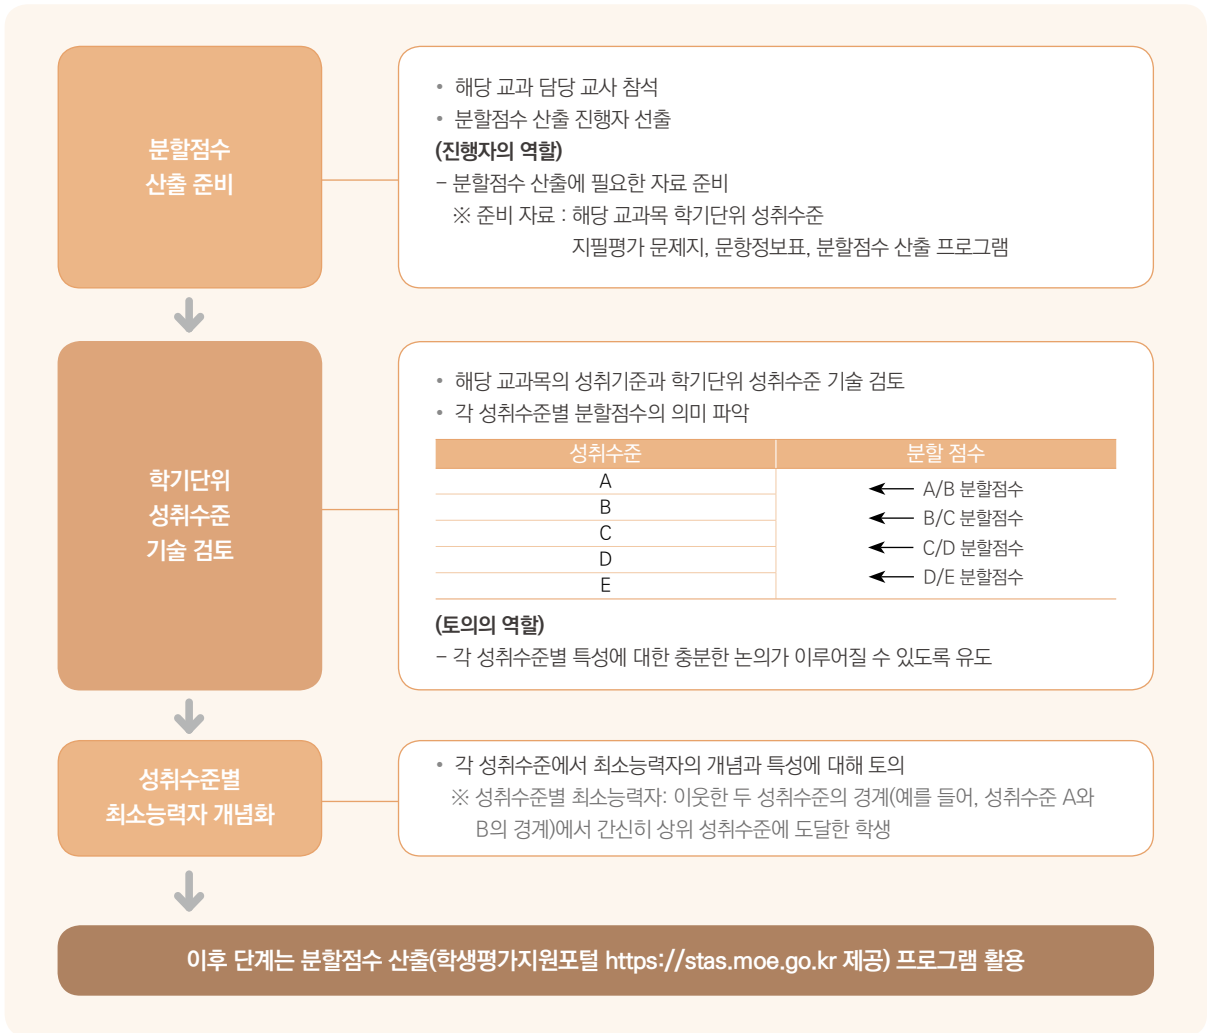 분할점수
산출 준비
• 해당 교과 담당 교사 참석
• 분할점수 산출 진행자 선출
(진행자의 역할)
– 분할점수 산출에 필요한 자료 준비
※ 준비 자료 : 해당 교과목 학기단위 성취수준
지필평가 문제지, 문항정보표, 분할점수 산출 프로그램
학기단위
성취수준
기술 검토
• 해당 교과목의 성취기준과 학기단위 성취수준 기술 검토
• 각 성취수준별 분할점수의 의미 파악
성취수준 분할 점수
A
A/B 분할점수
B
B/C 분할점수
C
C/D 분할점수
D
D/E 분할점수
E
(토의의 역할)
– 각 성취수준별 특성에 대한 충분한 논의가 이루어질 수 있도록 유도
성취수준별
최소능력자 개념화
• 각 성취수준에서 최소능력자의 개념과 특성에 대해 토의
※ 성취수준별 최소능력자: 이웃한 두 성취수준의 경계(예를 들어, 성취수준 A와
B의 경계)에서 간신히 상위 성취수준에 도달한 학생
이후 단계는 분할점수 산출(학생평가지원포털 https://stas.moe.go.kr 제공) 프로그램 활용